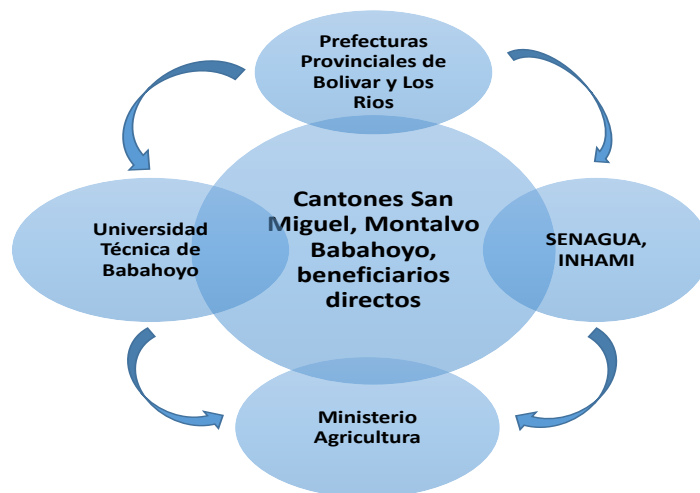 Prefecturas
Provinciales de
Bolivar y Los
Rios
Universidad
Técnica de
Babahoyo
Cantones San
Miguel, Montalvo
Babahoyo,
beneficiarios
directos
SENAGUA,
INHAMI
Ministerio
Agricultura